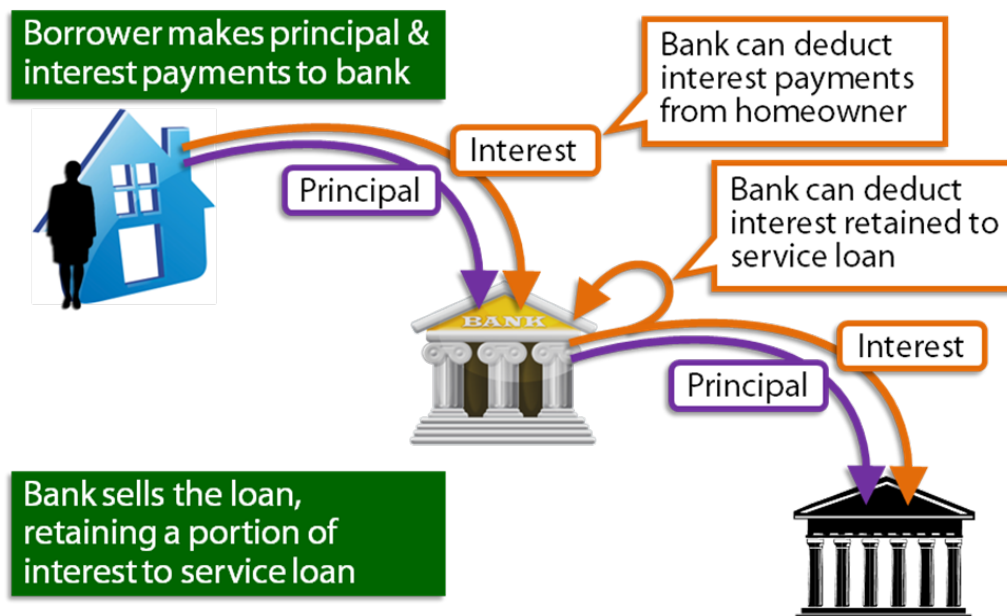 Borrower makes principal &
interest payments to bank
Bank can deduct
interest payments
from homeowner
Interest
Principal
Bank can deduct
interest retained to
service loan
BANK
Interest
Principal
Bank sells the loan,
retaining a portion of
interest to service loan